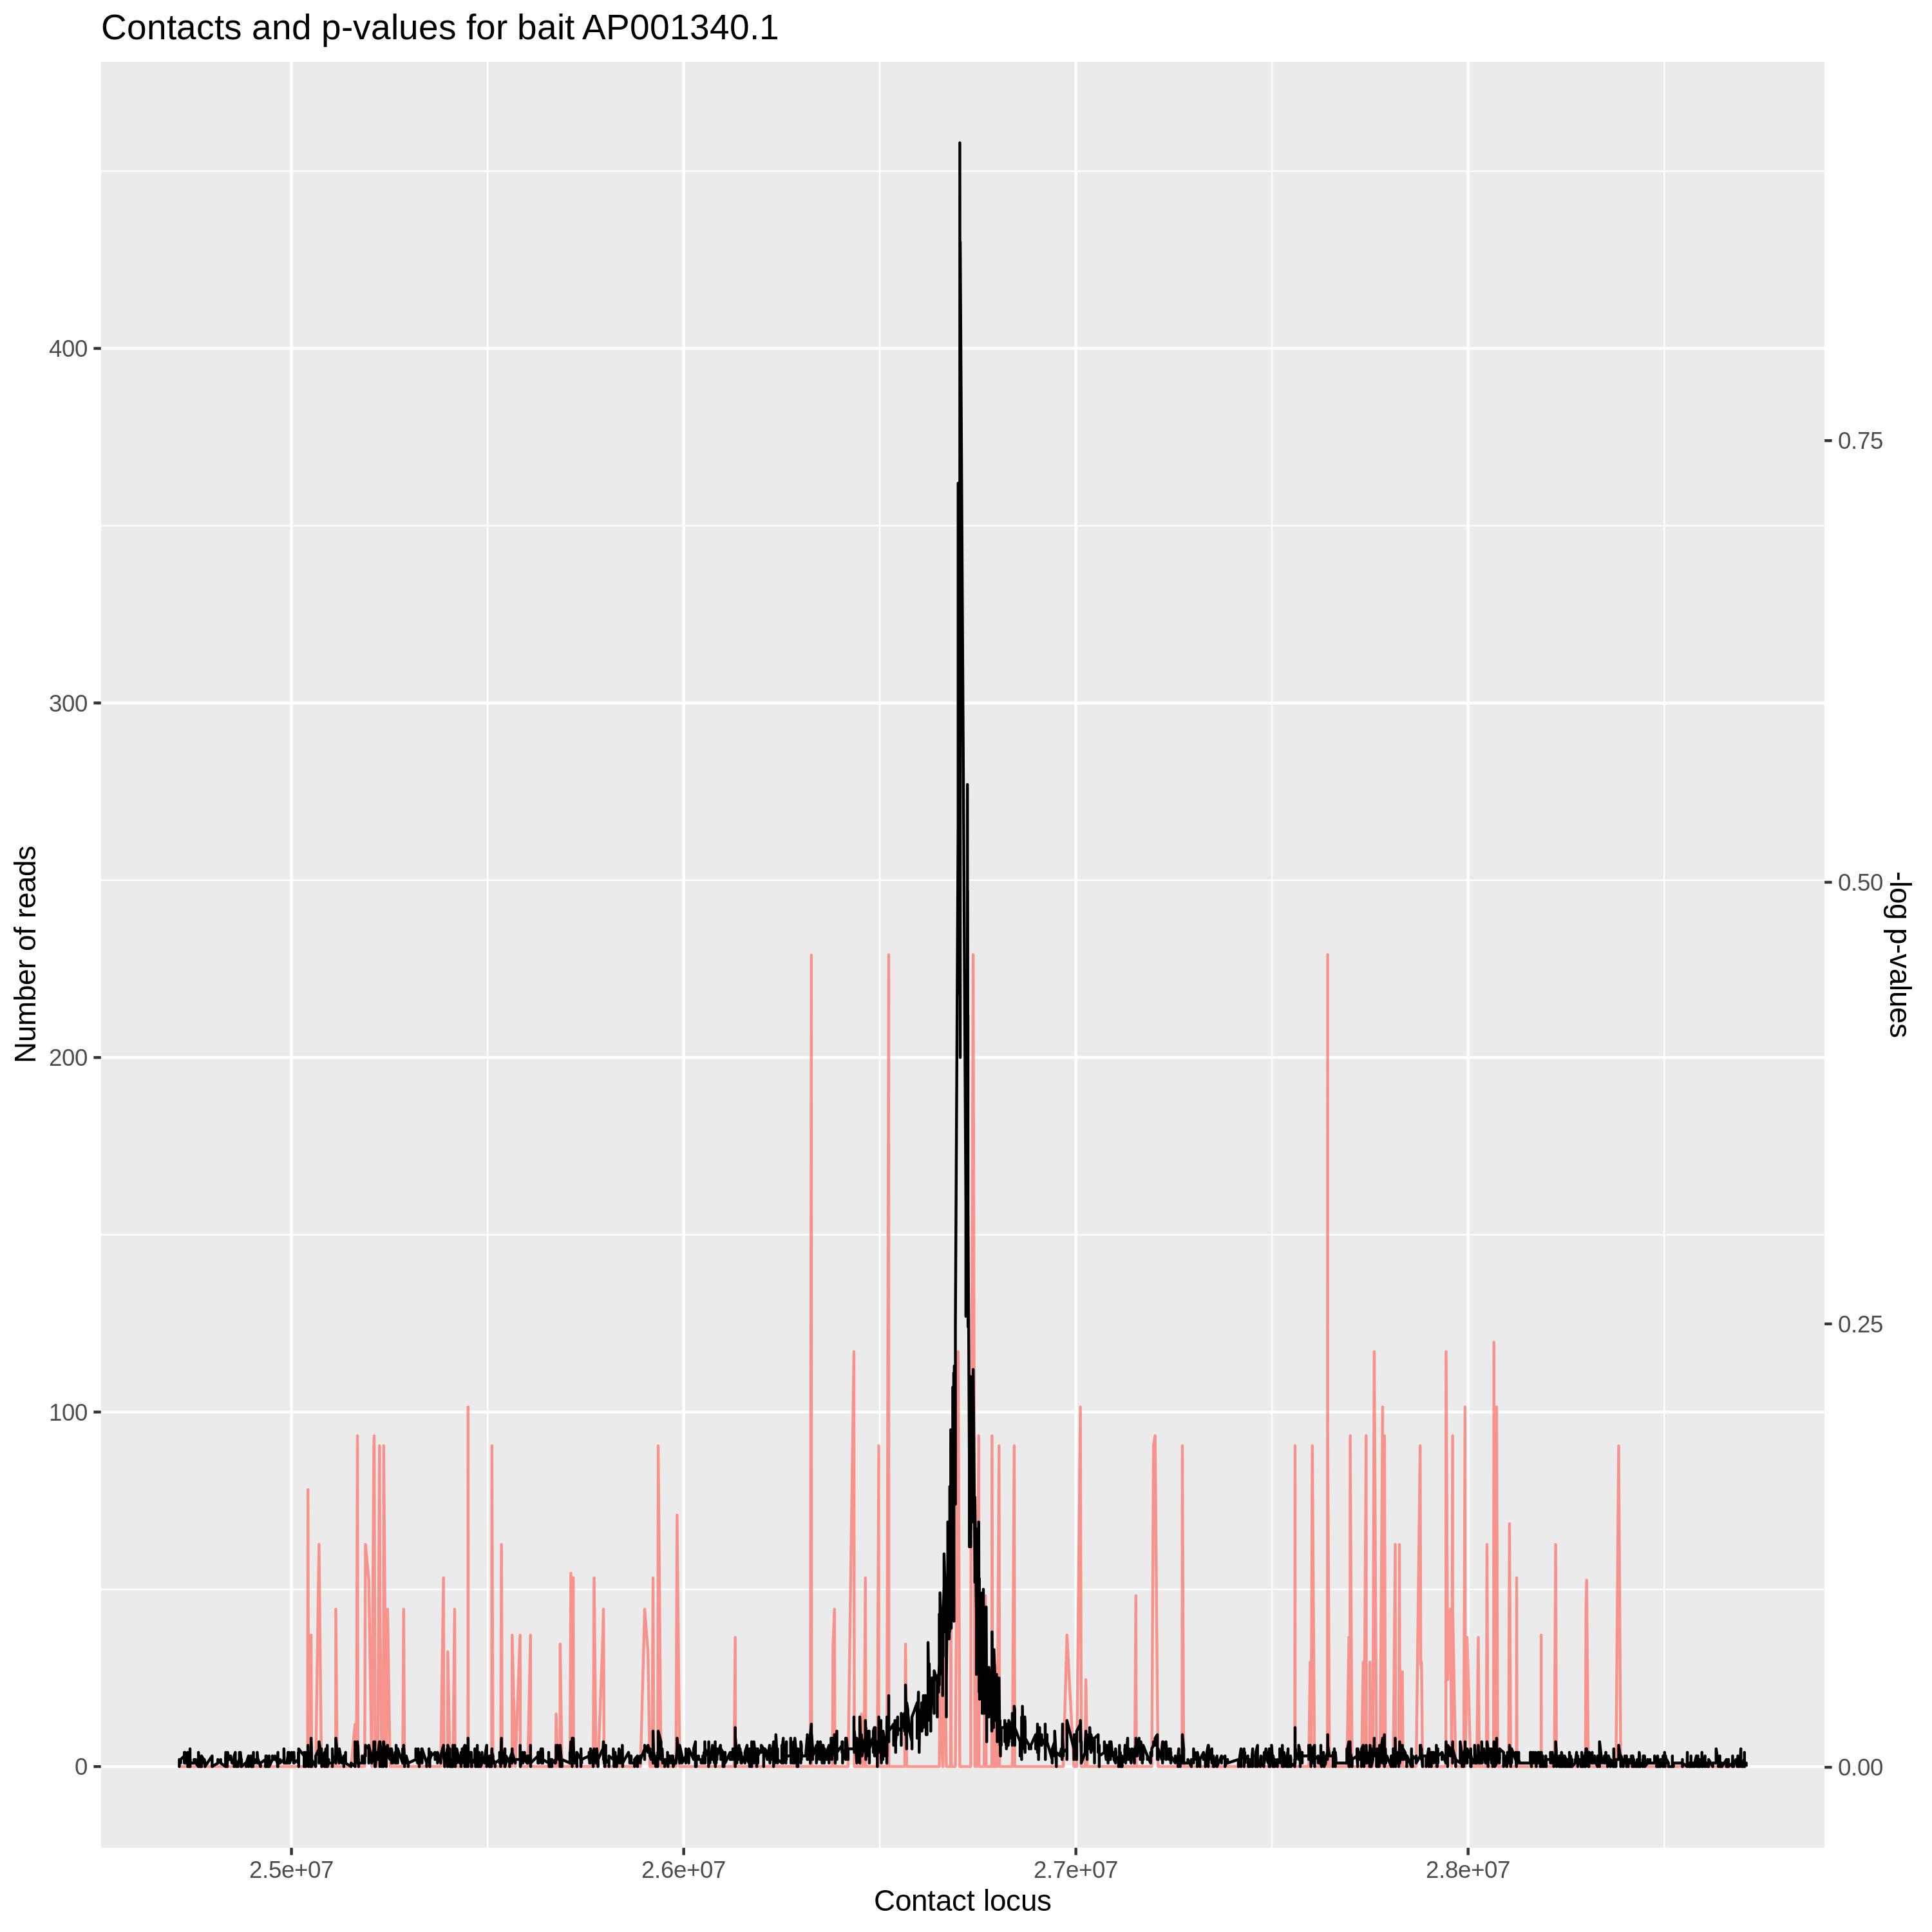 Contacts and p-values for bait AP001340.1
Number of reads
400
300
200
100
0
0.75
0.50
0.25
0.00
-log p-values
2.5e+07
2.6e+07
2.7e+07
2.8e+07
Contact locus